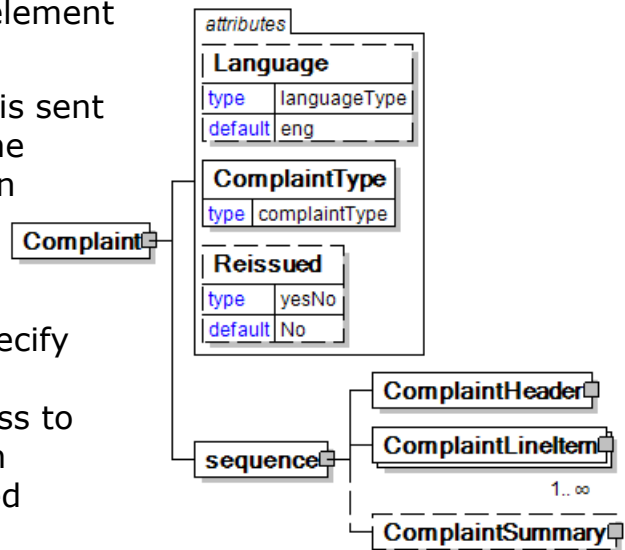 element
is sent
he
n
ecify
ss to
n
ed
attributes
Language
type languageType
default eng
ComplaintType
type complaintType
Complaint
Reissued
type yesNo
default No
sequence
ComplaintHeader
ComplaintLineItem
1.. ∞
ComplaintSummary